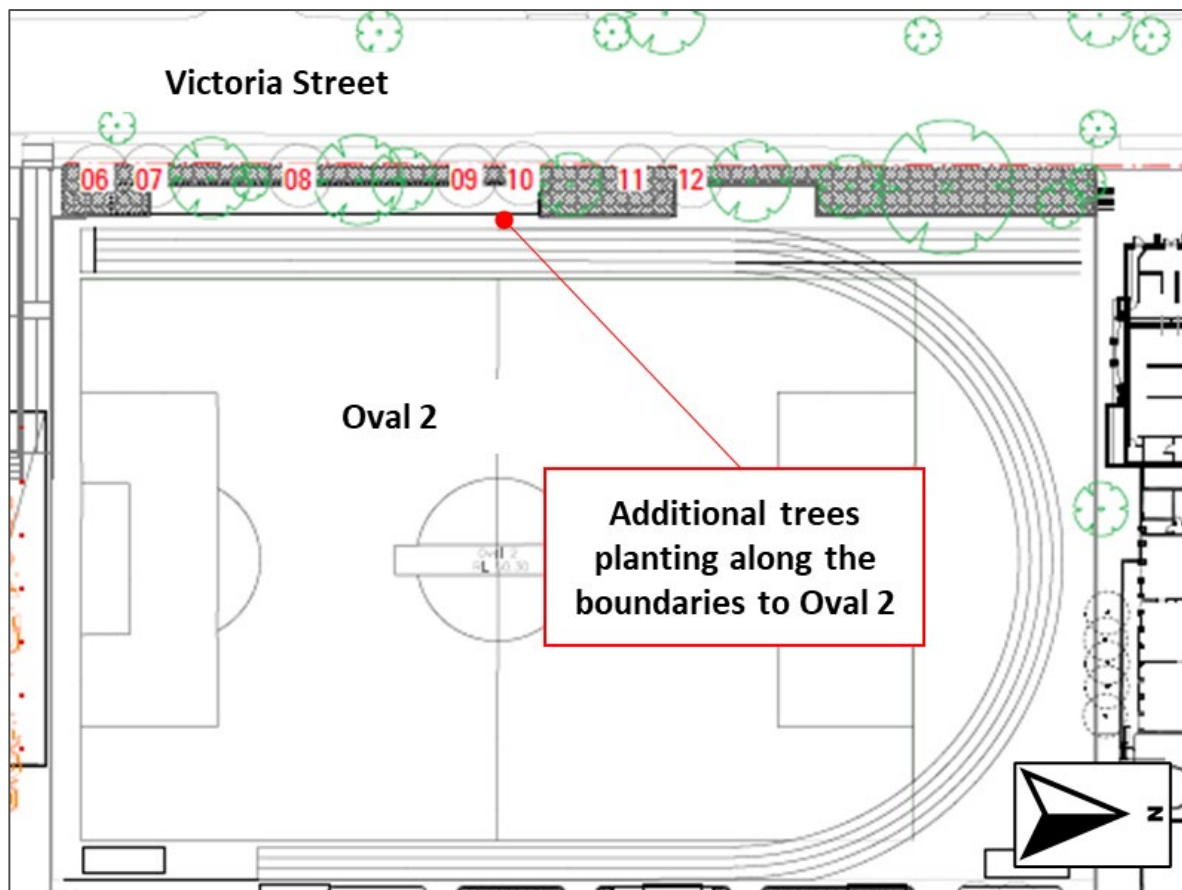 Victoria Street
06 07 08 09 10 11 12
Oval 2
Oval 2
Additional trees
planting along the
boundaries to Oval 2
N